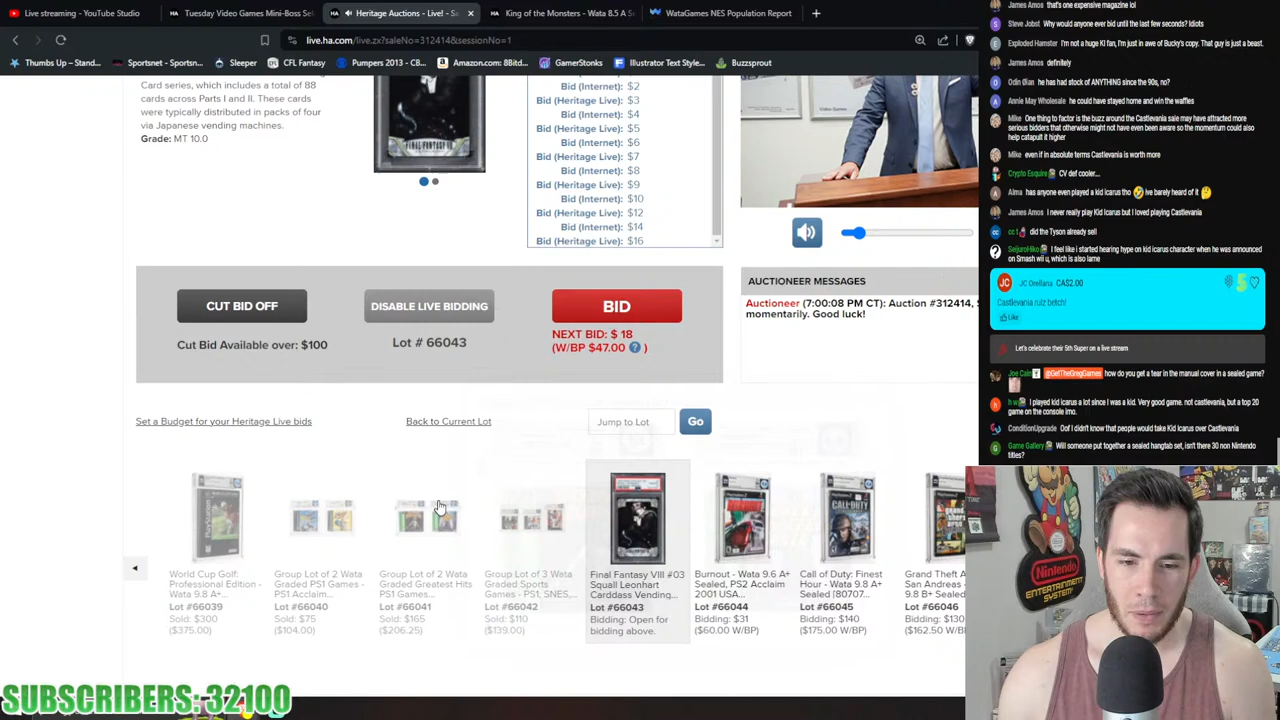 Live streaming - YouTube Studio
Tuesday Video Games Mini-Boss Se
Heritage Auctions - Live! - Sa
King of the Monsters - Wata 8.5 A S
WataGames NES Population Report
live.ha.com/live.zx?saleNo=312414&sessionNo=1
Thumbs Up – Stand...
Sportsnet - Sportsn...
Sleeper
CFL Fantasy
Pumpers 2013 - CB...
Amazon.com: 8Bitd...
GamerStonks
Illustrator Text Style...
Buzzsprout
Card series, which includes a total of 88
cards across Parts I and II. These cards
were typically distributed in packs of four
via Japanese vending machines.
Grade: MT 10.0
FINAL FANTASY VIII
Bid (Internet): $2
Bid (Heritage Live): $3
Bid (Internet): $4
Bid (Heritage Live): $5
Bid (Internet): $6
Bid (Heritage Live): $7
Bid (Internet): $8
Bid (Heritage Live): $9
Bid (Internet): $10
Bid (Heritage Live): $12
Bid (Internet): $14
Bid (Heritage Live): $16
CUT BID OFF
DISABLE LIVE BIDDING
BID
Cut Bid Available over: $100
Lot # 66043
NEXT BID: $ 18
(W/BP $47.00 ? )
AUCTIONEER MESSAGES
Auctioneer (7:00:08 PM CT): Auction #312414, S
momentarily. Good luck!
Set a Budget for your Heritage Live bids
Back to Current Lot
Jump to Lot
Go
World Cup Golf:
Professional Edition -
Wata 9.8 A+...
Lot #66039
Sold: $300
($375.00)
Group Lot of 2 Wata
Graded PS1 Games -
PS1 Acclaim...
Lot #66040
Sold: $75
($104.00)
Group Lot of 2 Wata
Graded Greatest Hits
PS1 Games...
Lot #66041
Sold: $165
($206.25)
Group Lot of 3 Wata
Graded Sports
Games - PS1, SNES,...
Lot #66042
Sold: $110
($139.00)
Final Fantasy VIII #03
Squall Leonhart
Carddass Vending...
Lot #66043
Bidding: Open for
bidding above.
Burnout - Wata 9.6 A+
Sealed, PS2 Acclaim
2001 USA...
Lot #66044
Bidding: $31
($60.00 W/BP)
Call of Duty: Finest
Hour - Wata 9.8 A+
Sealed [80707...
Lot #66045
Bidding: $140
($175.00 W/BP)
Grand Theft A
San Andreas -
9.8 B+ Sealed
Lot #66046
Bidding: $130
($162.50 W/B
SUBSCRIBERS: 32100
James Amos that's one expensive magazine lol
Steve Jobst Why would anyone ever bid until the last few seconds? Idiots
Exploded Hamster I'm not a huge KI fan, I'm just in awe of Bucky's copy. That guy is just a beast.
James Amos definitely
Odin Øian he has had stock of ANYTHING since the 90s, no?
Annie May Wholesale he could have stayed home and win the waffles
Mike One thing to factor is the buzz around the Castlevania sale may have attracted more
serious bidders that otherwise might not have even been aware so the momentum could also
help catapult it higher
Mike even if in absolute terms Castlevania is worth more
Crypto Esquire CV def cooler...
Alma has anyone even played a kid icarus tho ive barely heard of it
James Amos I never really play Kid Icarus but I loved playing Castlevania
cc t did the Tyson already sell
SeijuroHiko I feel like i started hearing hype on kid icarus character when he was announced
on Smash wii u, which is also lame
JC Orellana CA$2.00
Castlevania rulz betch!
Like
Let's celebrate their 5th Super on a live stream
Joe Cain @GetTheGregGames how do you get a tear in the manual cover in a sealed game?
h w I played kid icarus a lot since I was a kid. Very good game. not castlevania, but a top 20
game on the console imo.
ConditionUpgrade Oof I didn't know that people would take Kid Icarus over Castlevania
Game Gallery Will someone put together a sealed hangtab set, isn't there 30 non Nintendo
titles?
Nintendo
ENTERTAINMENT
SYSTEM